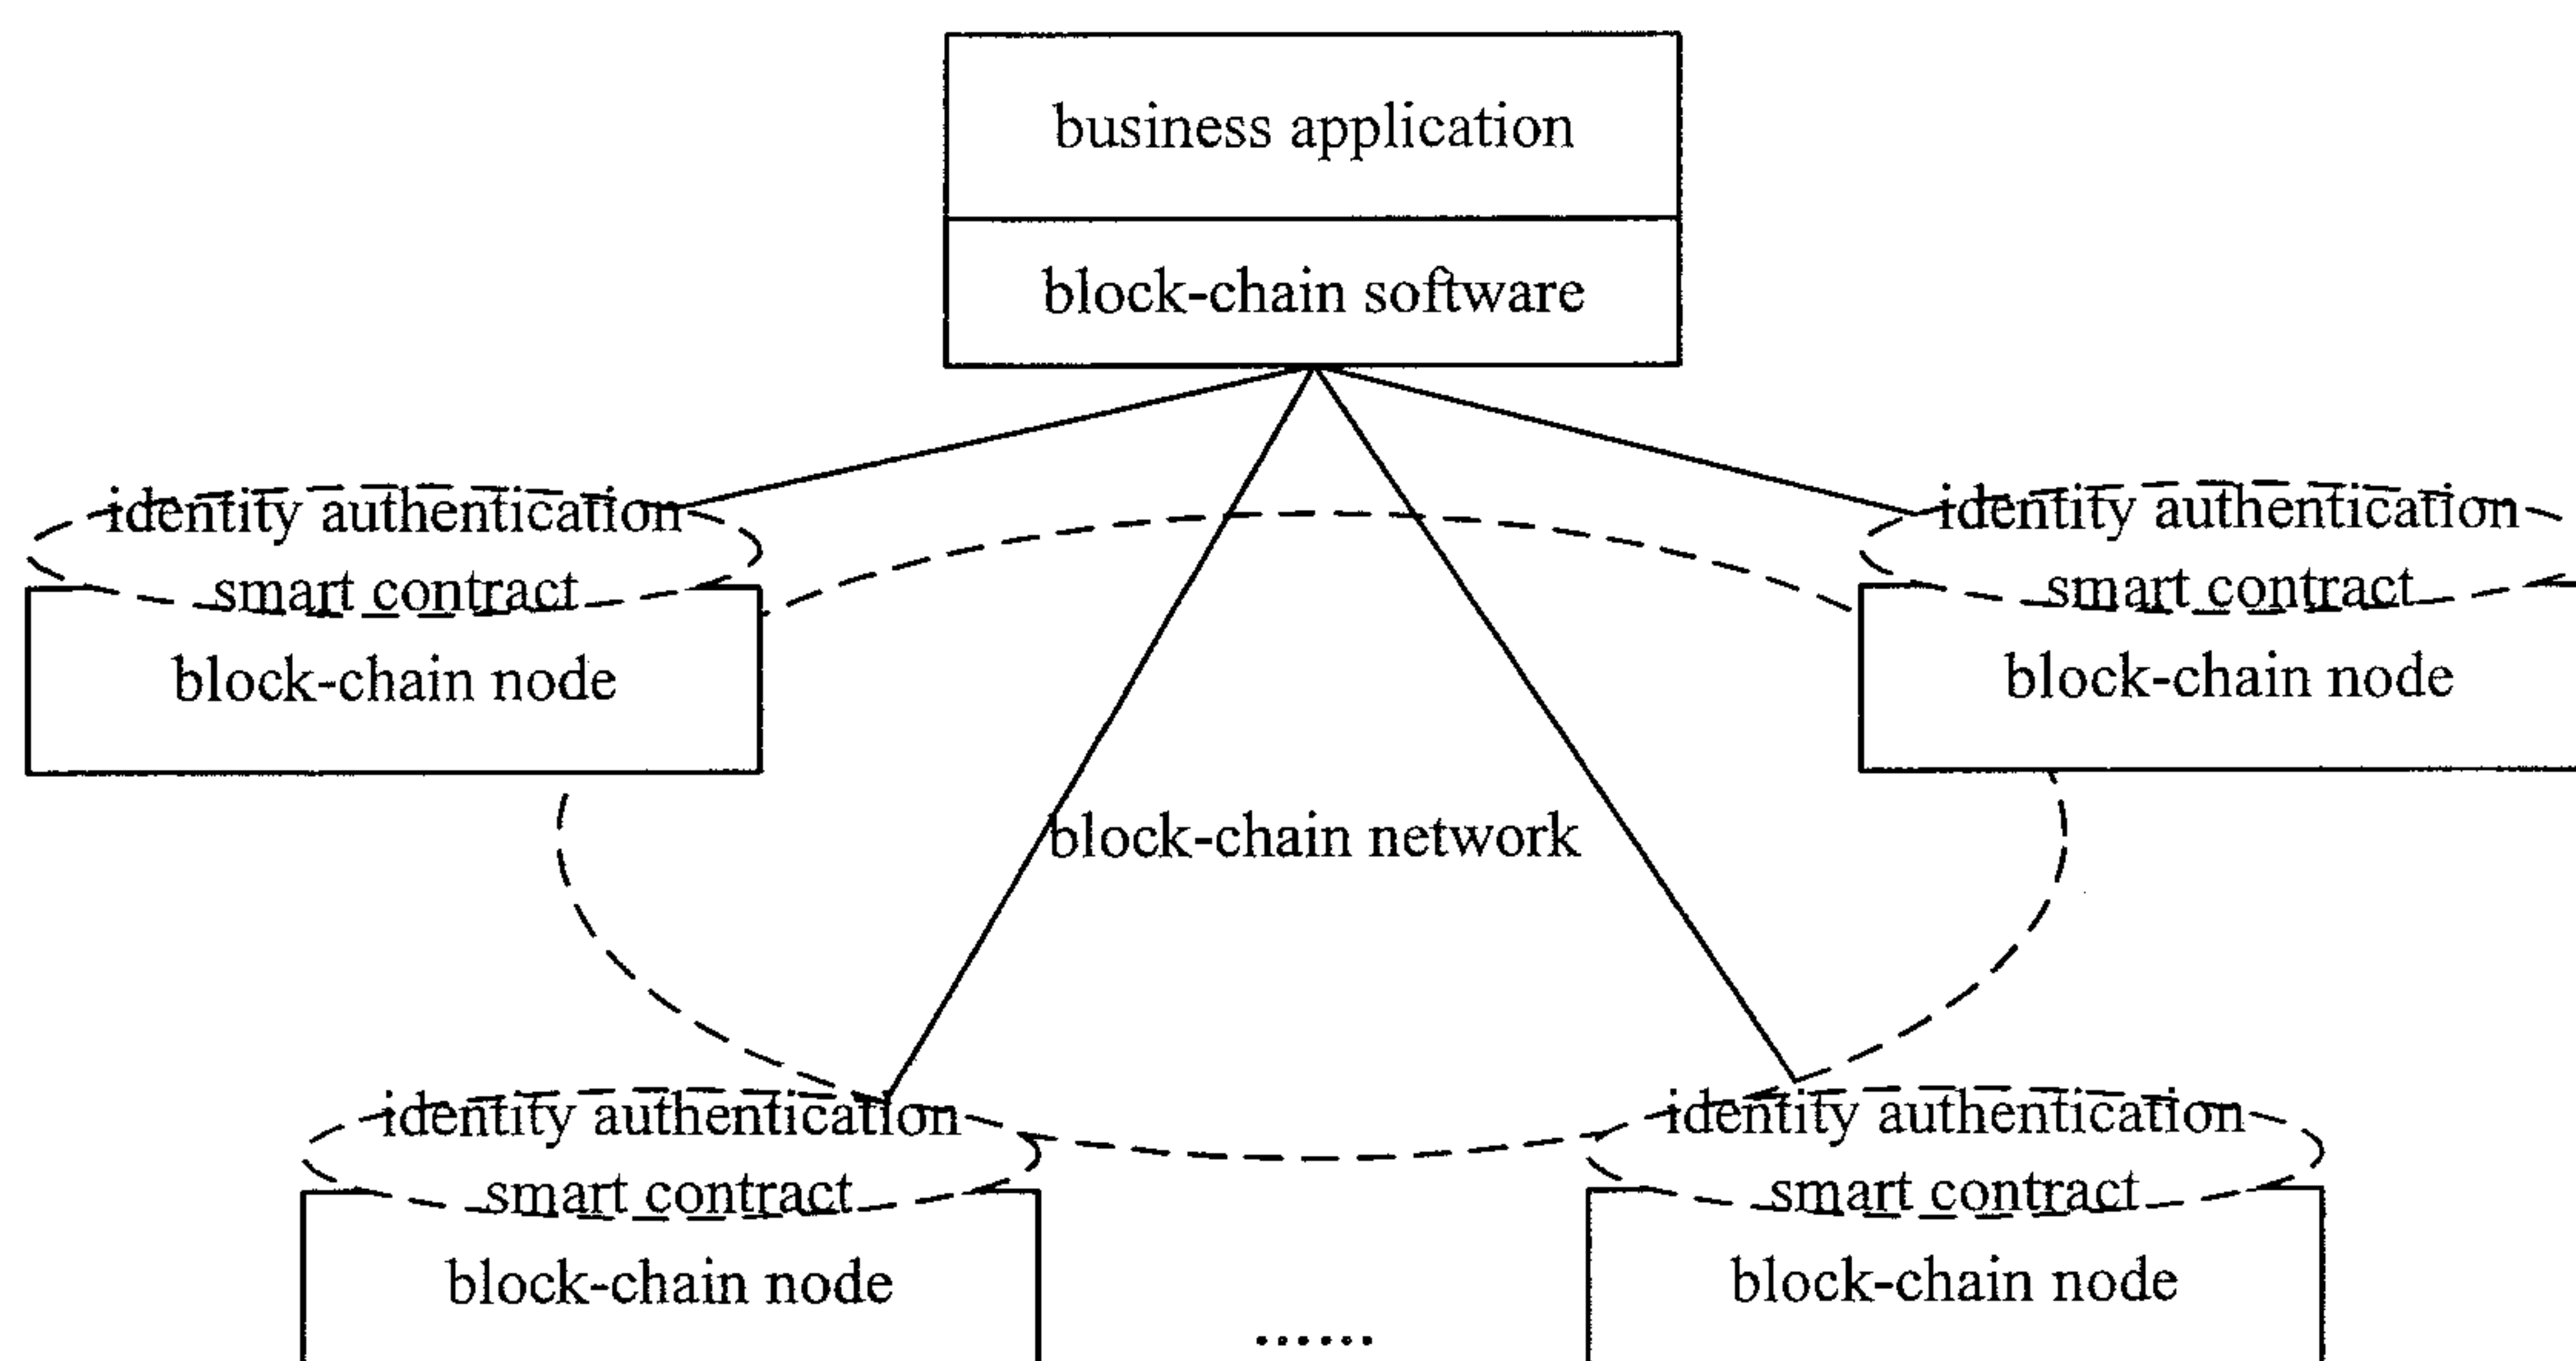 business application
block-chain software
identity authentication
smart contract
block-chain node
identity authentication
smart contract
block-chain node
block-chain network
identity authentication
smart contract
block-chain node
identity authentication
smart contract
block-chain node
......